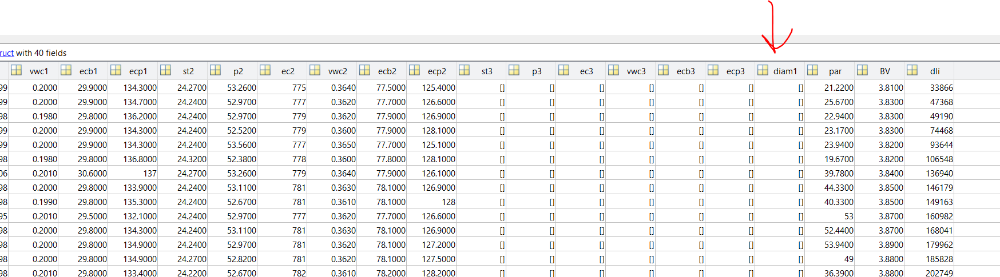 ruct with 40 fields
vwc1 ecb1 ecp1 st2 p2 ec2 vwc2 ecb2 ecp2 st3 p3 ec3 vwc3 ecb3 ecp3 diam1 par BV dli
99 0.2000 29.9000 134.3000 24.2700 53.2600 775 0.3640 77.5000 125.4000 [] [] [] [] [] [] [] 21.2200 3.8100 33866
99 0.2000 29.9000 134.7000 24.2400 52.9700 777 0.3620 77.7000 126.6000 [] [] [] [] [] [] [] 25.6700 3.8300 47368
98 0.1980 29.8000 136.2000 24.2400 52.9700 779 0.3620 77.9000 126.9000 [] [] [] [] [] [] [] 22.9400 3.8300 49190
99 0.2000 29.9000 134.3000 24.2400 52.5200 779 0.3600 77.9000 128.1000 [] [] [] [] [] [] [] 23.1700 3.8300 74468
99 0.2000 29.9000 134.3000 24.2400 53.5600 777 0.3650 77.7000 125.1000 [] [] [] [] [] [] [] 23.9400 3.8200 93644
98 0.1980 29.8000 136.8000 24.3200 52.3800 778 0.3600 77.8000 128.1000 [] [] [] [] [] [] [] 19.6700 3.8200 106548
06 0.2010 30.6000 137 24.2700 53.2600 779 0.3640 77.9000 126.1000 [] [] [] [] [] [] [] 39.7800 3.8400 136940
98 0.2000 29.8000 133.9000 24.2400 53.1100 781 0.3630 78.1000 126.9000 [] [] [] [] [] [] [] 44.3300 3.8500 146179
98 0.1990 29.8000 135.3000 24.2400 52.6700 781 0.3610 78.1000 128 [] [] [] [] [] [] [] 40.3300 3.8500 149163
95 0.2010 29.5000 132.1000 24.2400 52.9700 777 0.3620 77.7000 126.6000 [] [] [] [] [] [] [] 53 3.8700 160982
98 0.2000 29.8000 134.3000 24.2400 53.1100 781 0.3630 78.1000 126.9000 [] [] [] [] [] [] [] 52.4400 3.8700 168041
98 0.2000 29.8000 134.9000 24.2400 52.9700 781 0.3620 78.1000 127.2000 [] [] [] [] [] [] [] 53.9400 3.8900 179962
98 0.2000 29.8000 134.9000 24.2700 52.8200 781 0.3620 78.1000 127.5000 [] [] [] [] [] [] [] 49 3.8800 185828
98 0.2010 29.8000 133.4000 24.2200 52.6700 782 0.3610 78.2000 128.2000 [] [] [] [] [] [] [] 36.3900 3.8800 202749